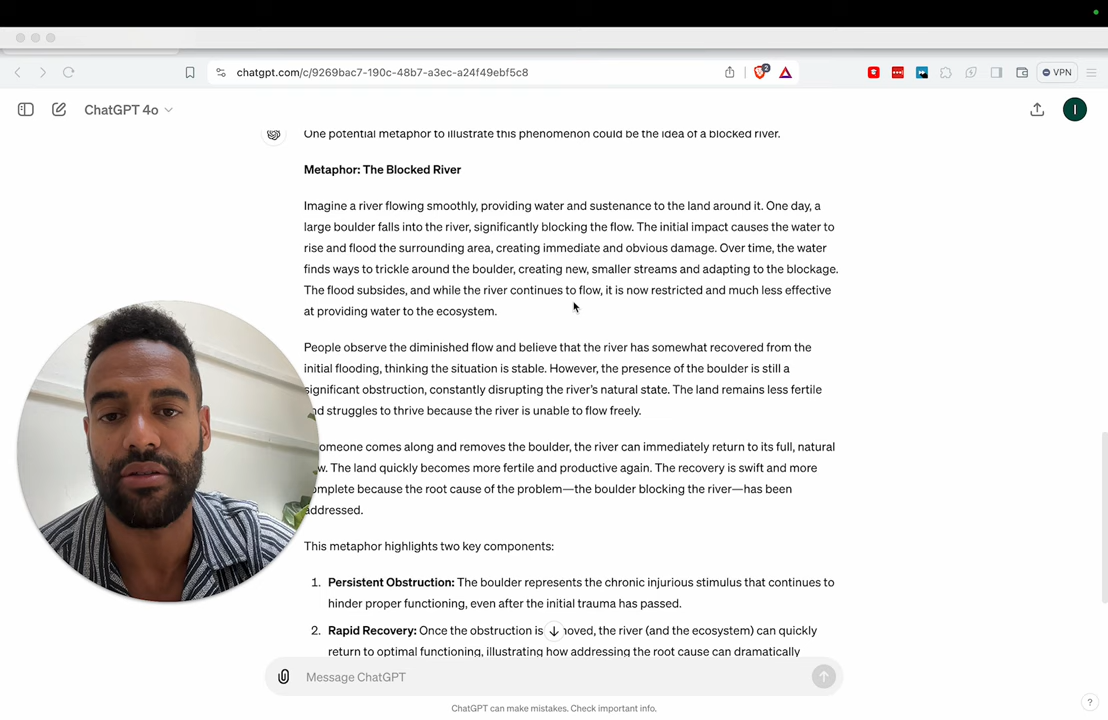 chatgpt.com/c/9269bac7-190c-48b7-a3ec-a24f49ebf5c8
2
VPN
ChatGPT 4o
I
One potential metaphor to illustrate this phenomenon could be the idea of a blocked river.
Metaphor: The Blocked River
Imagine a river flowing smoothly, providing water and sustenance to the land around it. One day, a
large boulder falls into the river, significantly blocking the flow. The initial impact causes the water to
rise and flood the surrounding area, creating immediate and obvious damage. Over time, the water
finds ways to trickle around the boulder, creating new, smaller streams and adapting to the blockage.
The flood subsides, and while the river continues to flow, it is now restricted and much less effective
at providing water to the ecosystem.
People observe the diminished flow and believe that the river has somewhat recovered from the
initial flooding, thinking the situation is stable. However, the presence of the boulder is still a
significant obstruction, constantly disrupting the river's natural state. The land remains less fertile
and struggles to thrive because the river is unable to flow freely.
someone comes along and removes the boulder, the river can immediately return to its full, natural
The land quickly becomes more fertile and productive again. The recovery is swift and more
complete because the root cause of the problem—the boulder blocking the river—has been
addressed.
This metaphor highlights two key components:
1. Persistent Obstruction: The boulder represents the chronic injurious stimulus that continues to
hinder proper functioning, even after the initial trauma has passed.
2. Rapid Recovery: Once the obstruction is removed, the river (and the ecosystem) can quickly
return to optimal functioning, illustrating how addressing the root cause can dramatically
Message ChatGPT
ChatGPT can make mistakes. Check important info.
?